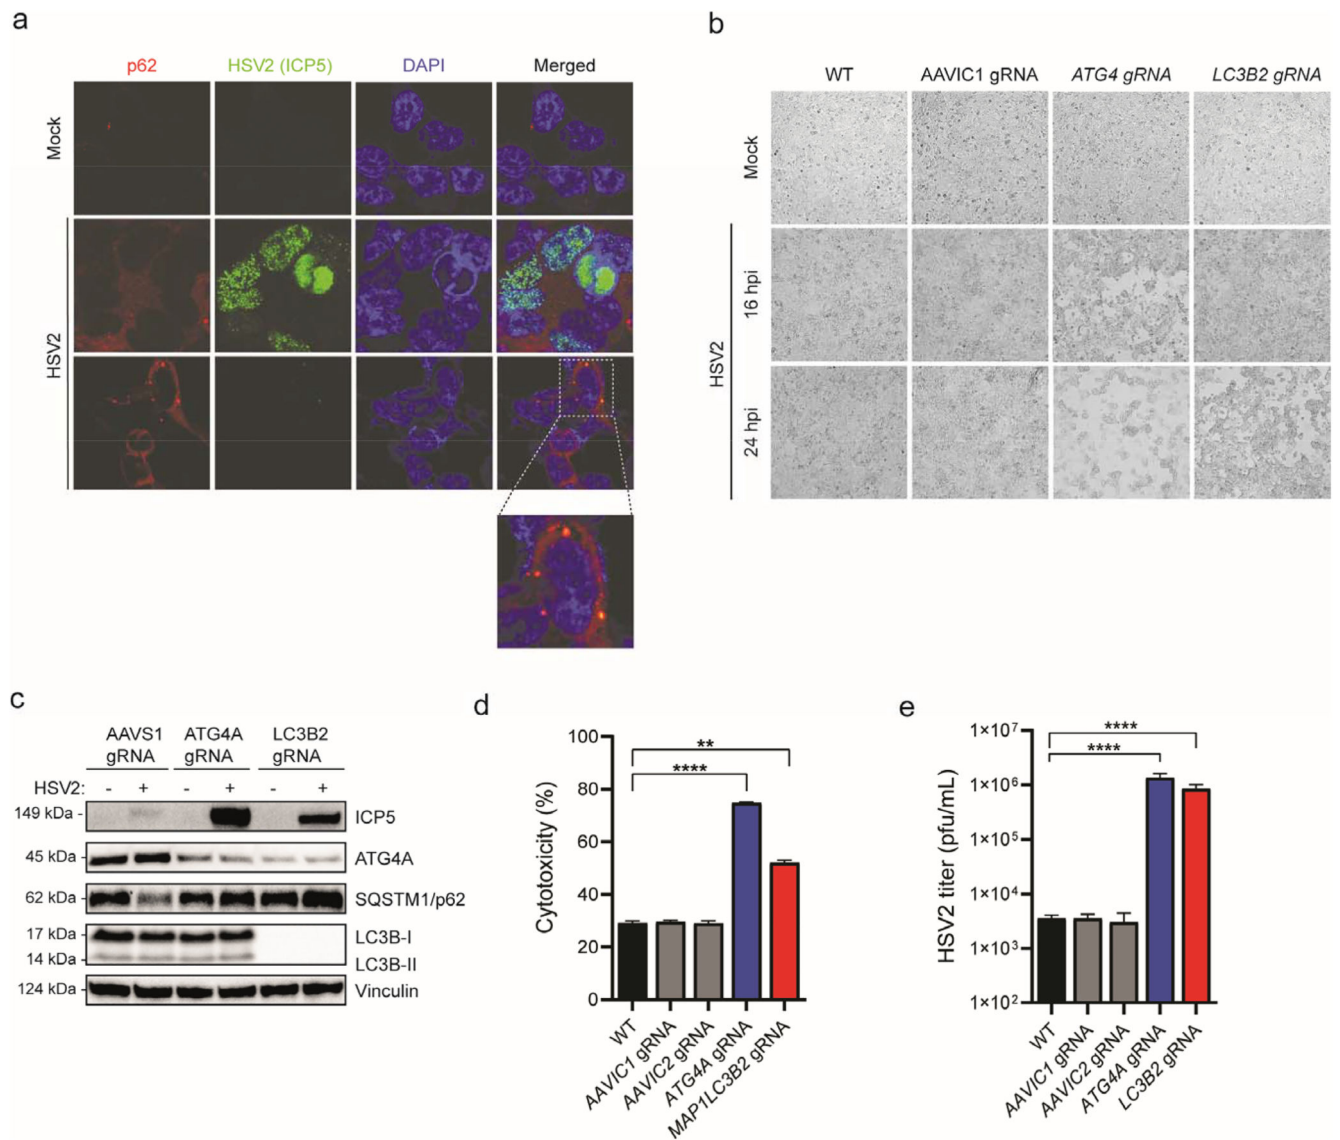 a
p62 HSV2 (ICP5) DAPI Merged
Mock
HSV2
b
WT AAVIC1 gRNA ATG4 gRNA LC3B2 gRNA
Mock
16 hpi
HSV2
24 hpi
c
AAVS1 ATG4A LC3B2
gRNA gRNA gRNA
HSV2: - + - + - +
149 kDa - ICP5
45 kDa - ATG4A
62 kDa - SQSTM1/p62
17 kDa - LC3B-I
14 kDa - LC3B-II
124 kDa - Vinculin
d
Cytotoxicity (%)
100
80
60
40
20
0
**
****
WT
AAVIC1 gRNA
AAVIC2 gRNA
ATG4A gRNA
MAP1LC3B2 gRNA
e
HSV2 titer (pfu/mL)
1×10⁷
1×10⁶
1×10⁵
1×10⁴
1×10³
1×10²
****
****
WT
AAVIC1 gRNA
AAVIC2 gRNA
ATG4A gRNA
LC3B2 gRNA